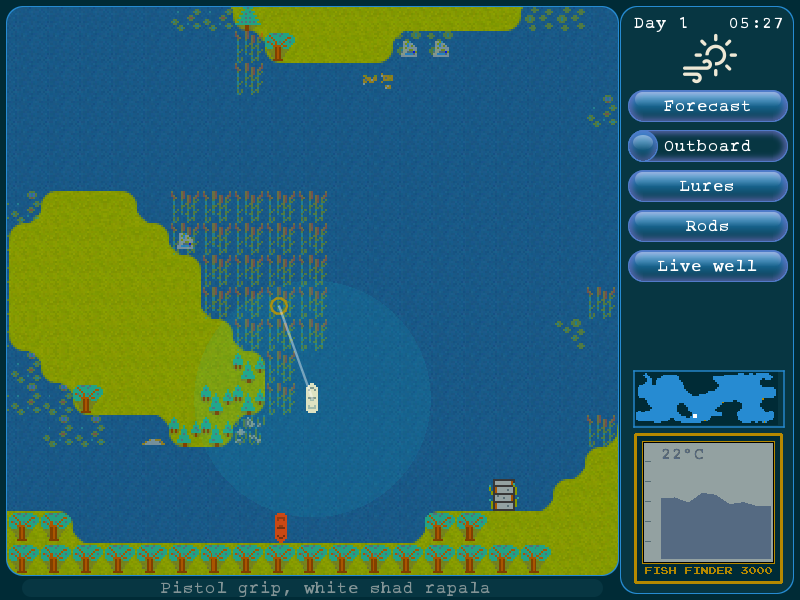 Day 1 05:27
Forecast
Outboard
Lures
Rods
Live well
22°C
FISH FINDER 3000
Pistol grip, white shad rapala